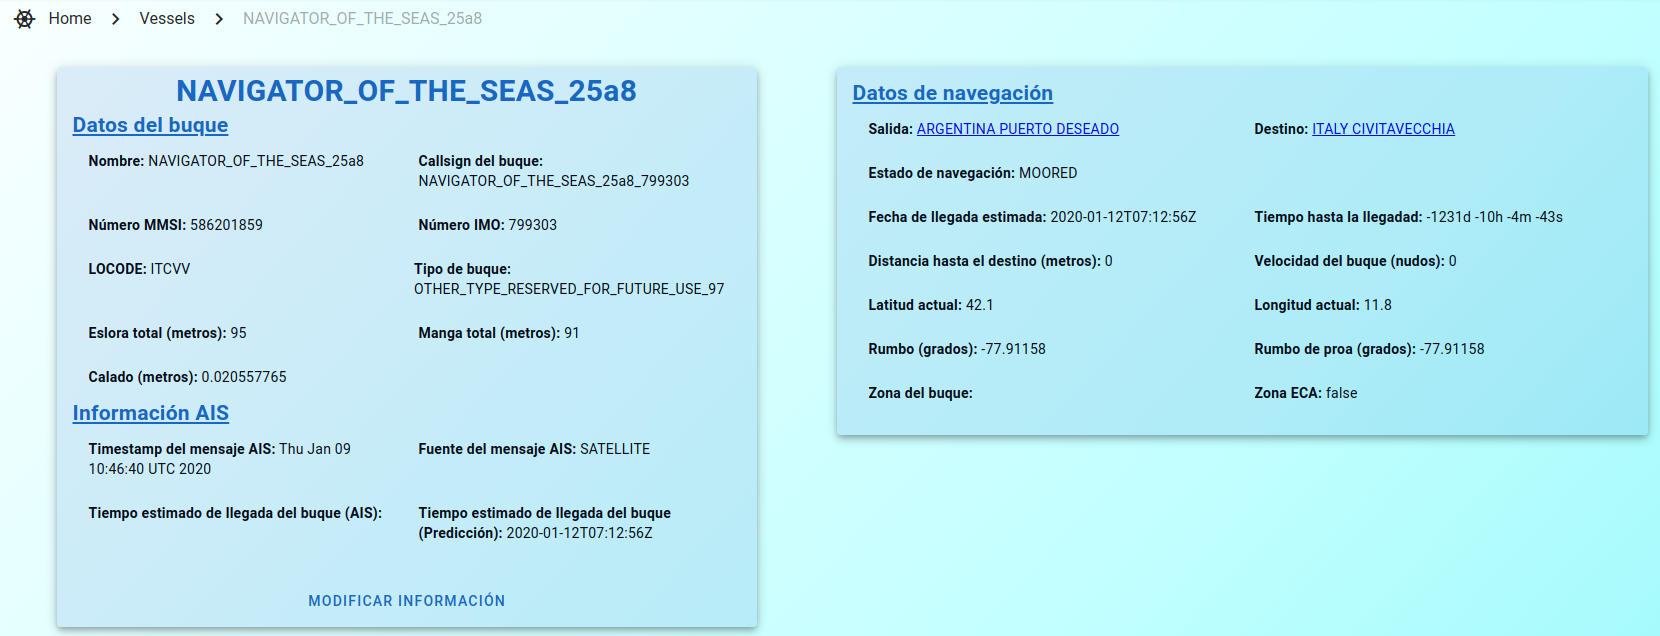 Home > Vessels > NAVIGATOR_OF_THE_SEAS_25a8
NAVIGATOR_OF_THE_SEAS_25a8
Datos del buque
Nombre: NAVIGATOR_OF_THE_SEAS_25a8
Callsign del buque:
NAVIGATOR_OF_THE_SEAS_25a8_799303
Número MMSI: 586201859
Número IMO: 799303
LOCODE: ITCVV
Tipo de buque:
OTHER_TYPE_RESERVED_FOR_FUTURE_USE_97
Eslora total (metros): 95
Manga total (metros): 91
Calado (metros): 0.020557765
Información AIS
Timestamp del mensaje AIS: Thu Jan 09
10:46:40 UTC 2020
Fuente del mensaje AIS: SATELLITE
Tiempo estimado de llegada del buque (AIS):
Tiempo estimado de llegada del buque
(Predicción): 2020-01-12T07:12:56Z
MODIFICAR INFORMACIÓN
Datos de navegación
Salida: ARGENTINA PUERTO DESEADO
Destino: ITALY CIVITAVECCHIA
Estado de navegación: MOORED
Fecha de llegada estimada: 2020-01-12T07:12:56Z
Tiempo hasta la llegadad: -1231d -10h -4m -43s
Distancia hasta el destino (metros): 0
Velocidad del buque (nudos): 0
Latitud actual: 42.1
Longitud actual: 11.8
Rumbo (grados): -77.91158
Rumbo de proa (grados): -77.91158
Zona del buque:
Zona ECA: false